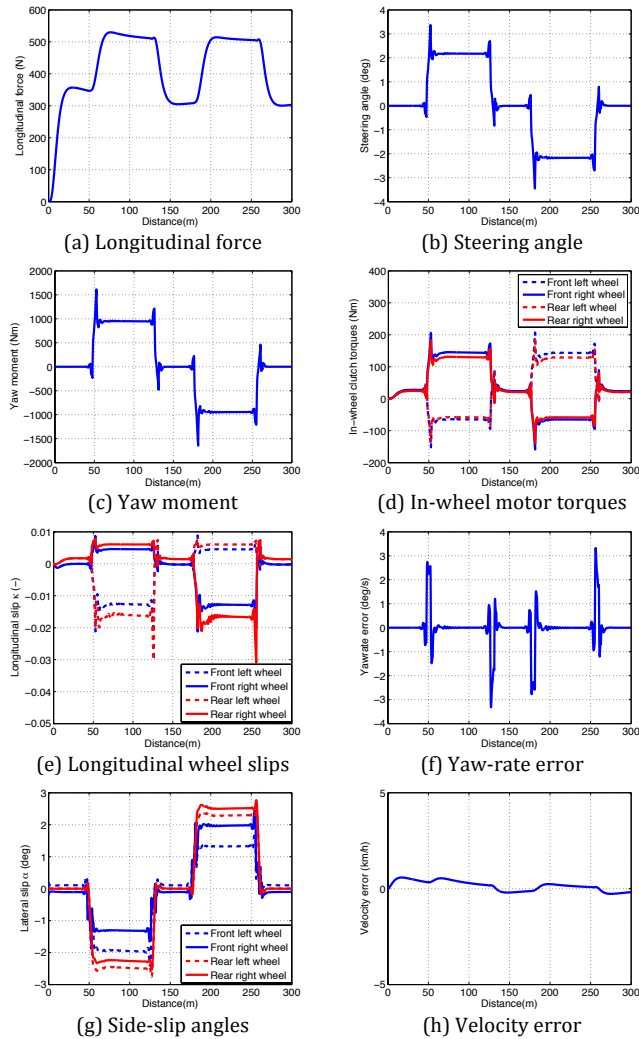 600
500
400
300
200
100
0
0 50 100 150 200 250 300
Longitudinal force (N)
Distance(m)
(a) Longitudinal force
4
3
2
1
0
−1
−2
−3
−4
0 50 100 150 200 250 300
Steering angle (deg)
Distance(m)
(b) Steering angle
2000
1500
1000
500
0
−500
−1000
−1500
−2000
0 50 100 150 200 250 300
Yaw moment (Nm)
Distance(m)
(c) Yaw moment
400
300
200
100
0
−100
−200
0 50 100 150 200 250 300
In−wheel clutch torques (Nm)
Front left wheel
Front right wheel
Rear left wheel
Rear right wheel
Distance(m)
(d) In-wheel motor torques
0.01
0
−0.01
−0.02
−0.03
−0.04
−0.05
0 50 100 150 200 250 300
Longitudinal slip κ (−)
Front left wheel
Front right wheel
Rear left wheel
Rear right wheel
Distance(m)
(e) Longitudinal wheel slips
4
3
2
1
0
−1
−2
−3
−4
0 50 100 150 200 250 300
Yawrate error (deg/s)
Distance(m)
(f) Yaw-rate error
3
2
1
0
−1
−2
−3
0 50 100 150 200 250 300
Lateral slip α (deg)
Front left wheel
Front right wheel
Rear left wheel
Rear right wheel
Distance(m)
(g) Side-slip angles
5
0
−5
0 50 100 150 200 250 300
Velocity error (km/h)
Distance(m)
(h) Velocity error